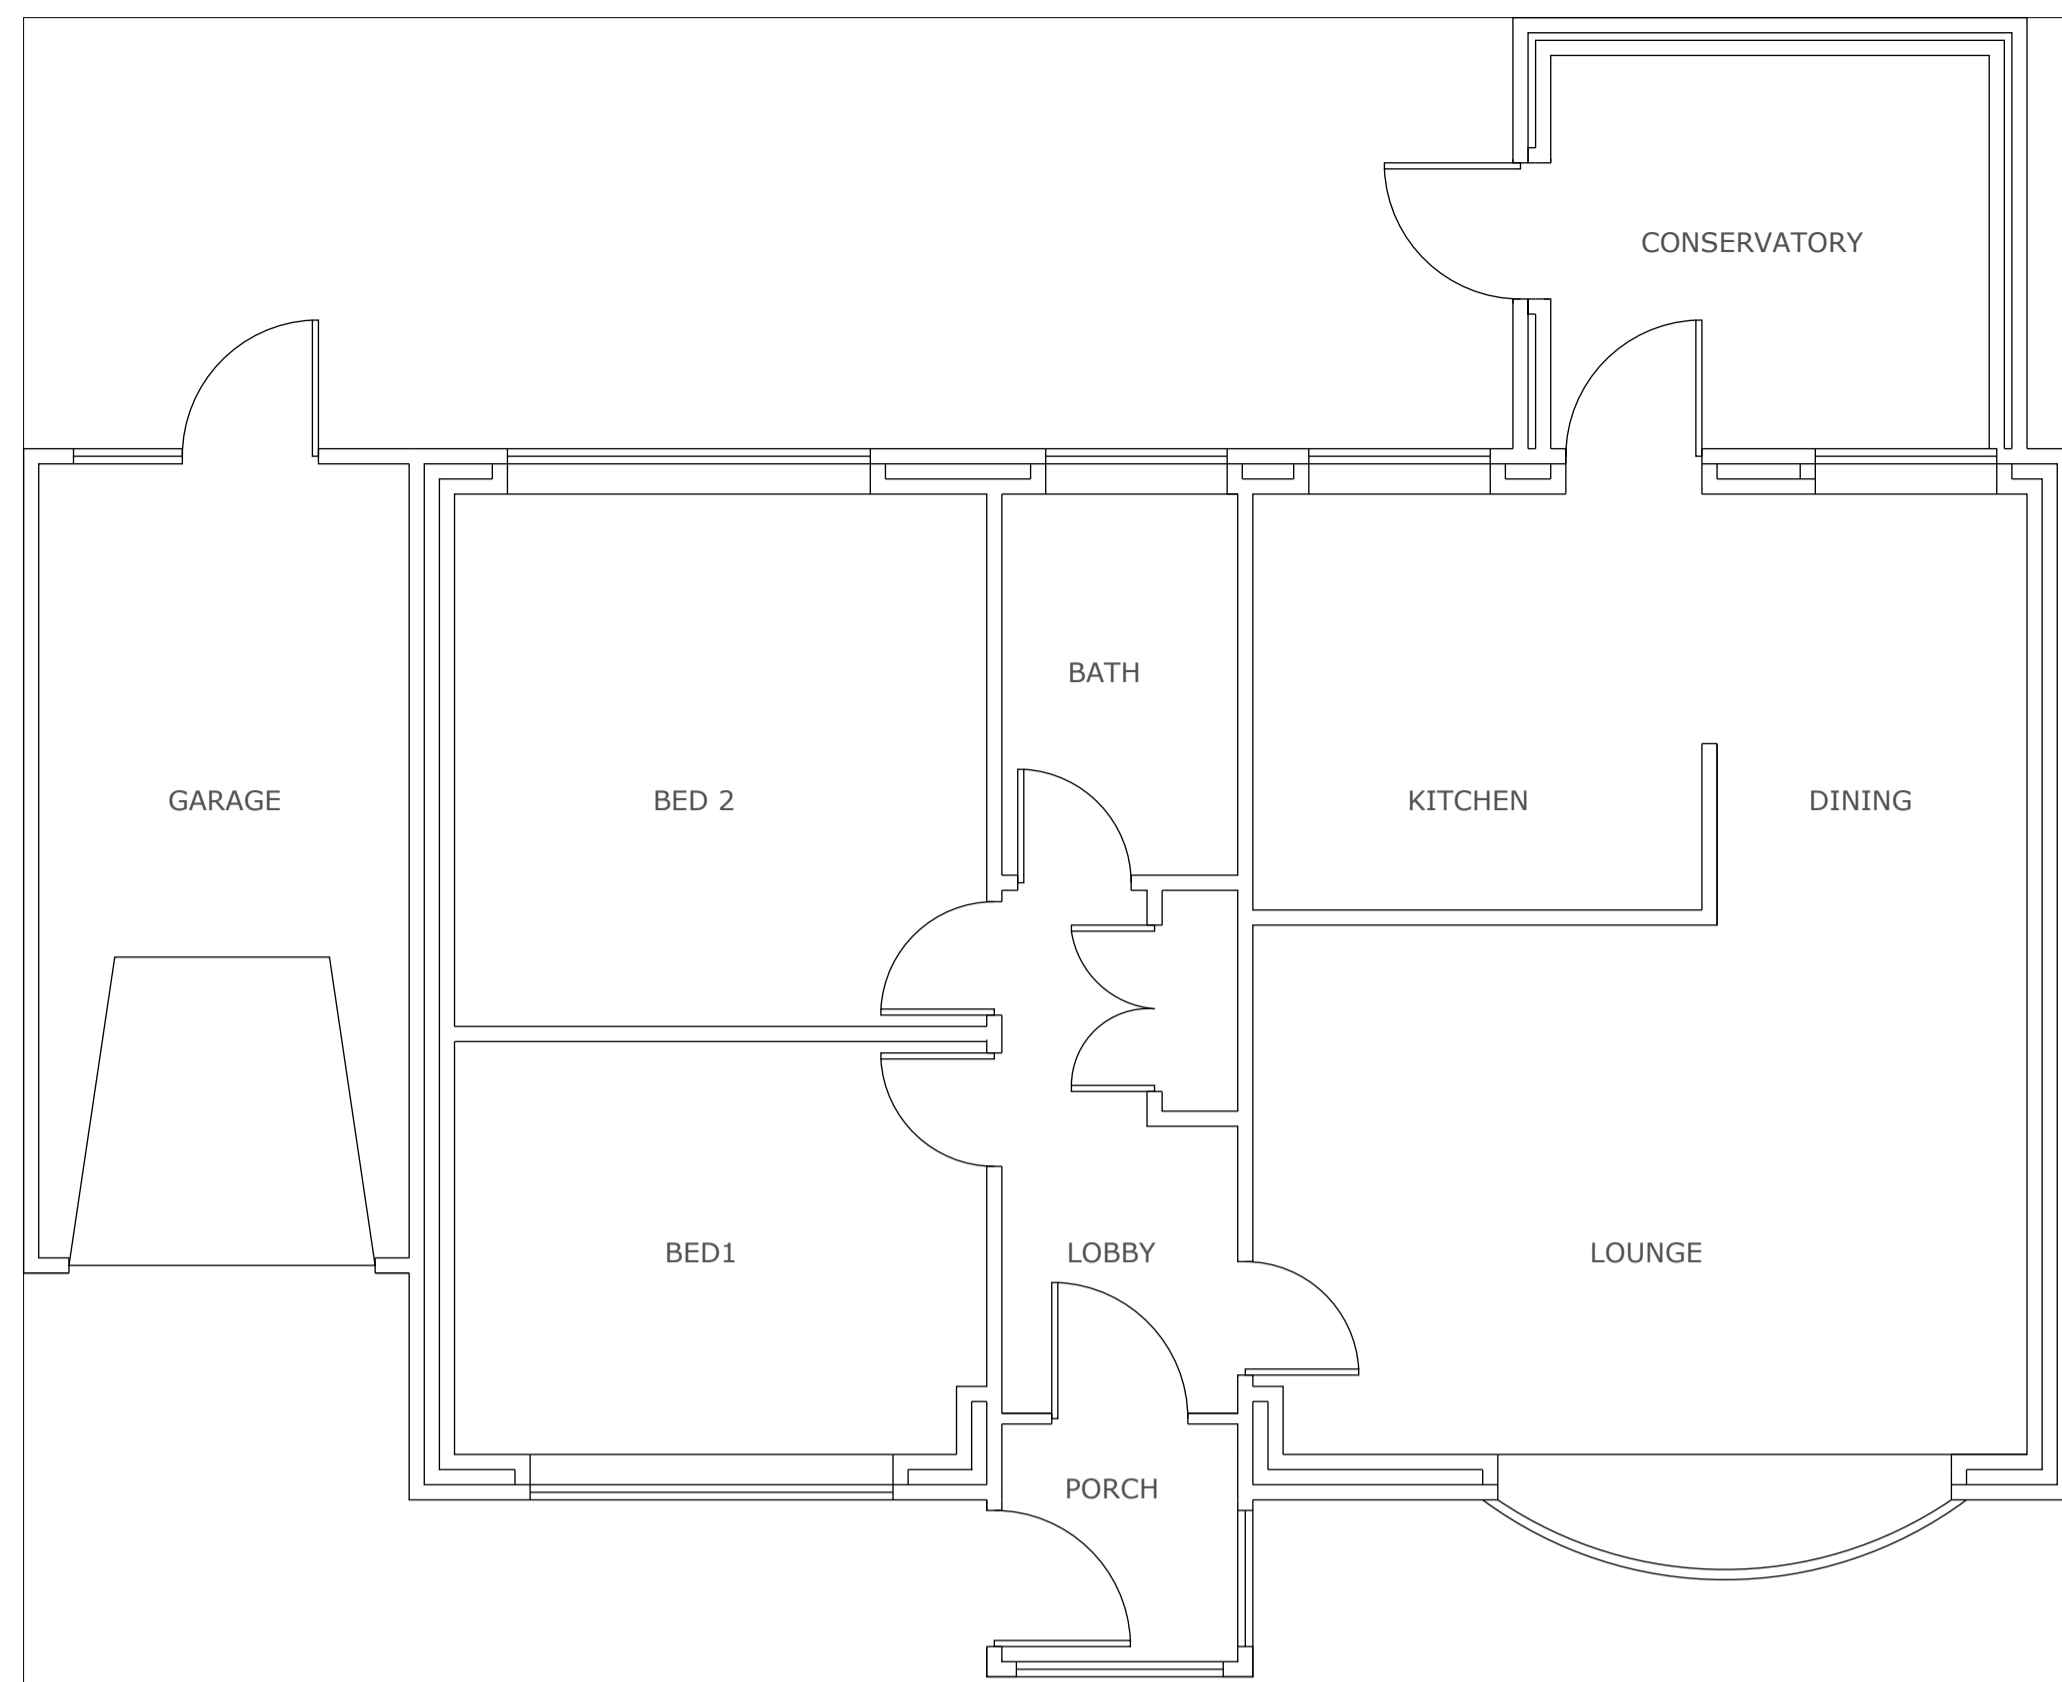 CONSERVATORY
BATH
GARAGE
BED 2
KITCHEN
DINING
BED1
LOBBY
LOUNGE
PORCH